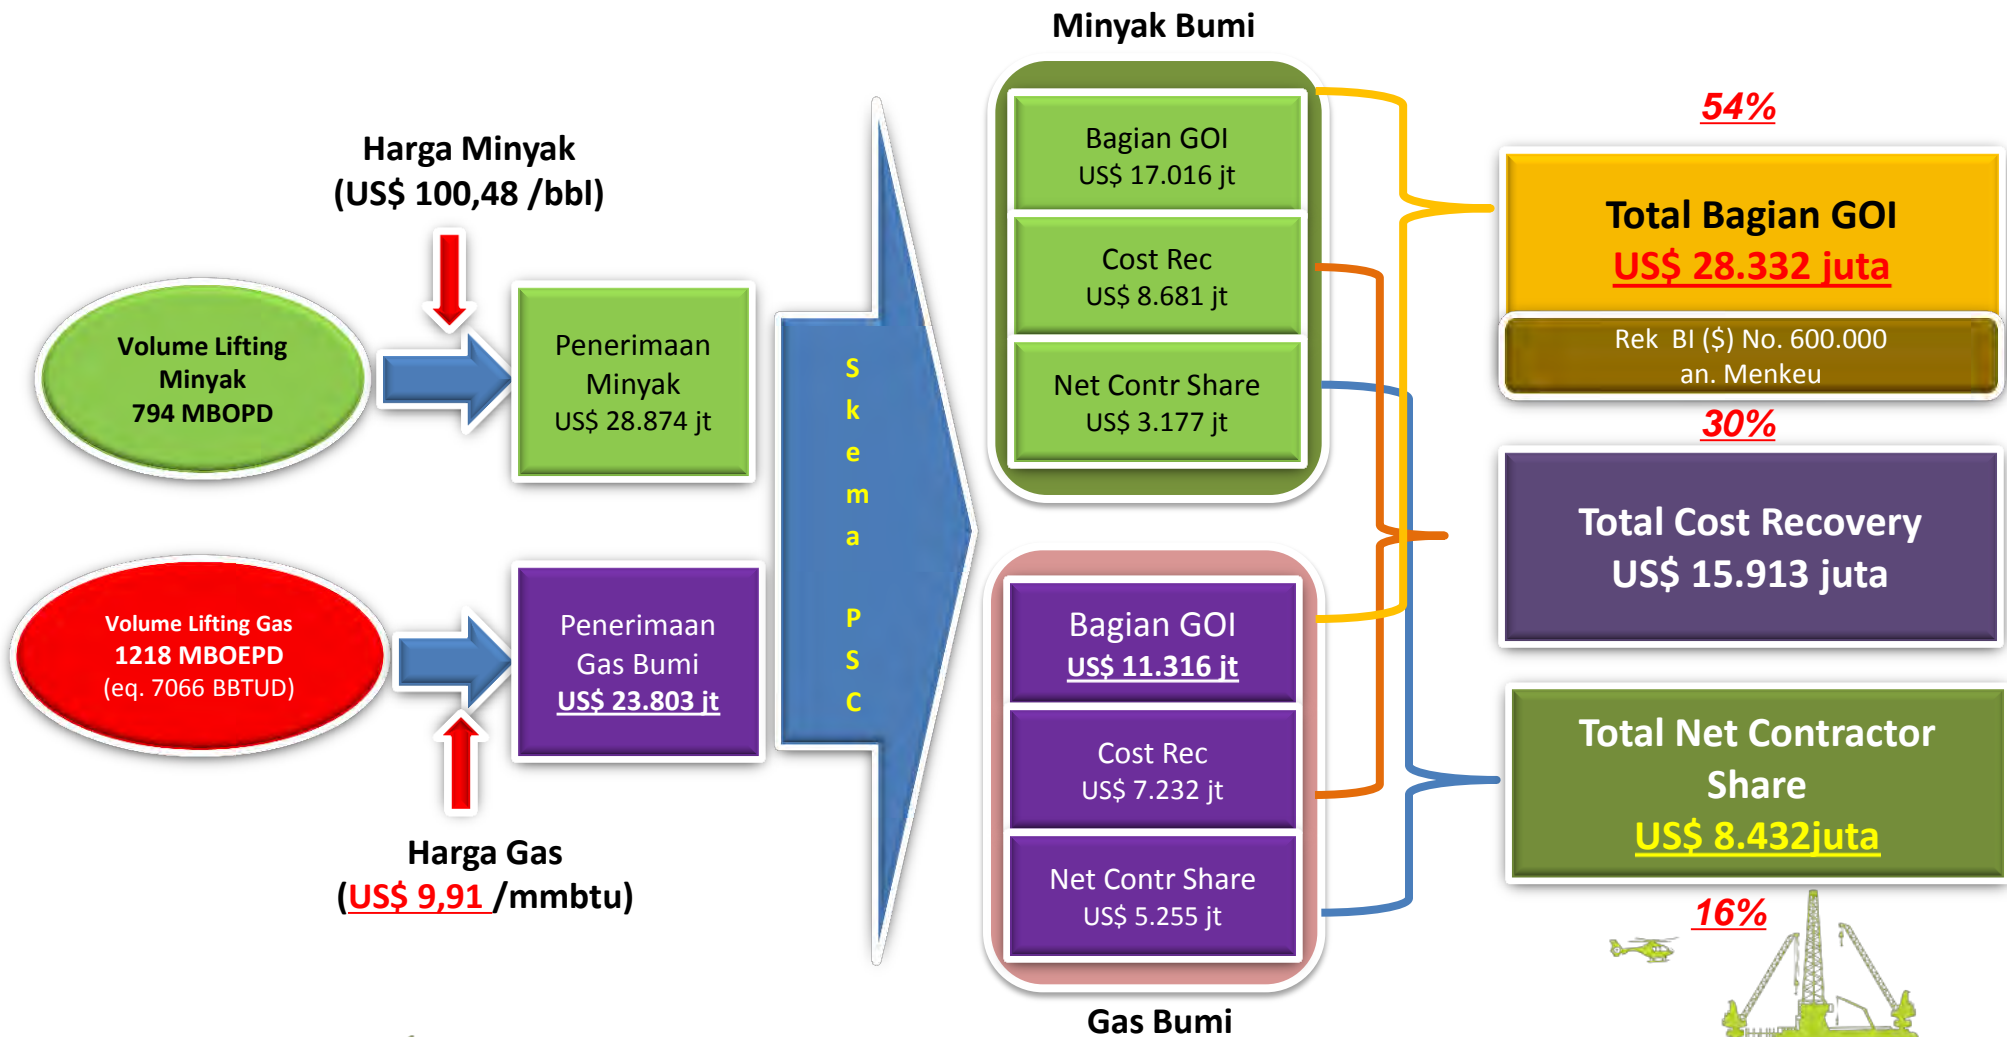 Minyak Bumi
Harga Minyak
(US$ 100,48 /bbl)
Volume Lifting
Minyak
794 MBOPD
Penerimaan
Minyak
US$ 28.874 jt
Volume Lifting Gas
1218 MBOEPD
(eq. 7066 BBTUD)
Penerimaan
Gas Bumi
US$ 23.803 jt
Harga Gas
(US$ 9,91 /mmbtu)
S
k
e
m
a
P
S
C
Bagian GOI
US$ 17.016 jt
Cost Rec
US$ 8.681 jt
Net Contr Share
US$ 3.177 jt
Bagian GOI
US$ 11.316 jt
Cost Rec
US$ 7.232 jt
Net Contr Share
US$ 5.255 jt
Gas Bumi
54%
Total Bagian GOI
US$ 28.332 juta
Rek BI ($) No. 600.000
an. Menkeu
30%
Total Cost Recovery
US$ 15.913 juta
Total Net Contractor
Share
US$ 8.432juta
16%